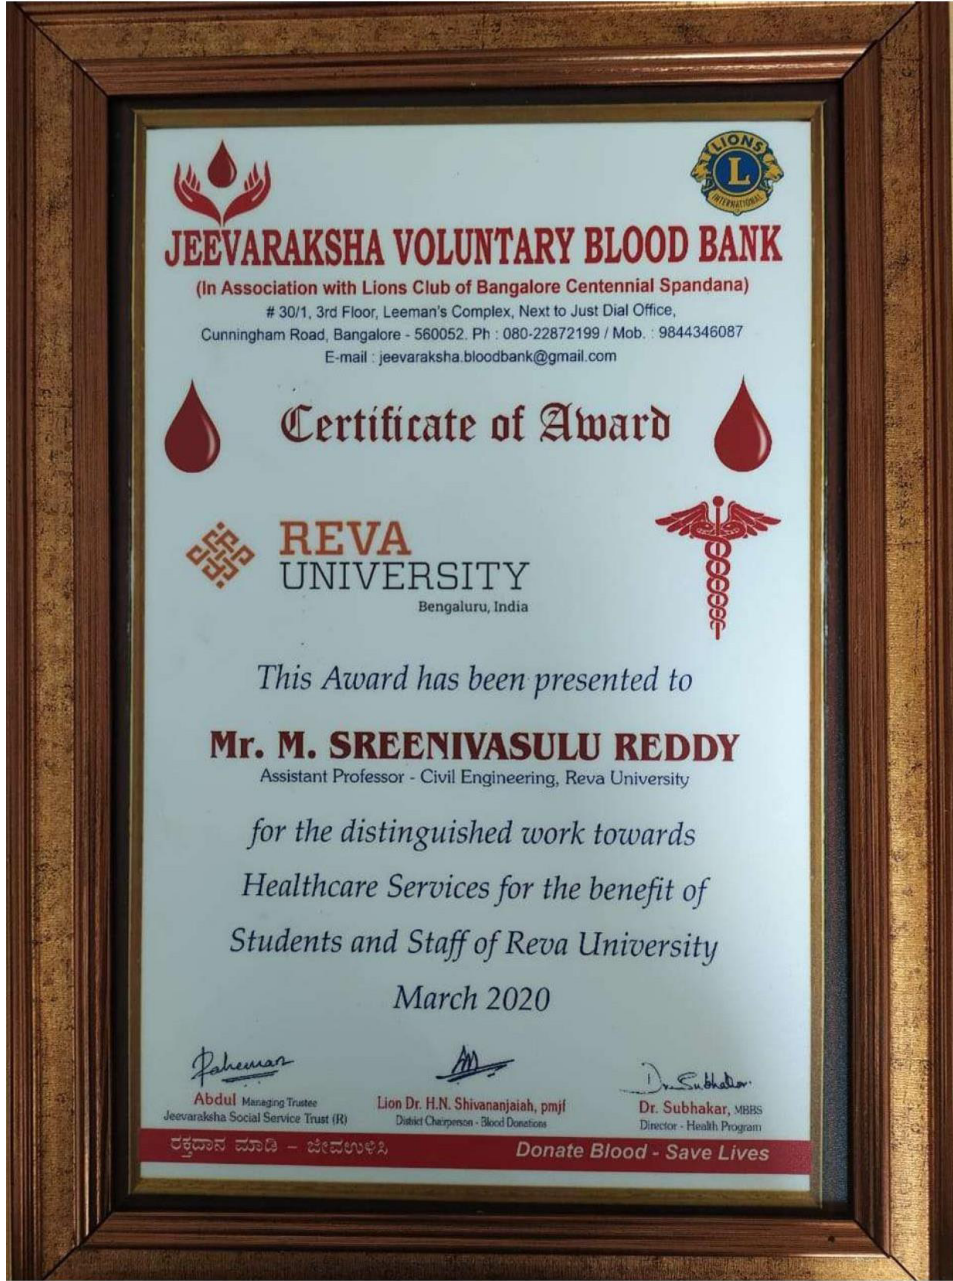 LIONS
L
INTERNATIONAL
JEEVARAKSHA VOLUNTARY BLOOD BANK
(In Association with Lions Club of Bangalore Centennial Spandana)
# 30/1, 3rd Floor, Leeman's Complex, Next to Just Dial Office,
Cunningham Road, Bangalore - 560052. Ph : 080-22872199 / Mob. : 9844346087
E-mail : jeevaraksha.bloodbank@gmail.com
Certificate of Award
REVA
UNIVERSITY
Bengaluru, India
This Award has been presented to
Mr. M. SREENIVASULU REDDY
Assistant Professor - Civil Engineering, Reva University
for the distinguished work towards
Healthcare Services for the benefit of
Students and Staff of Reva University
March 2020
Raheman
Dr. Subhakar
Abdul Managing Trustee
Jeevaraksha Social Service Trust (R)
Lion Dr. H.N. Shivananjaiah, pmjf
District Chairperson - Blood Donations
Dr. Subhakar, MBBS
Director - Health Program
ರಕ್ತದಾನ ಮಾಡಿ – ಜೀವಉಳಿಸಿ
Donate Blood - Save Lives